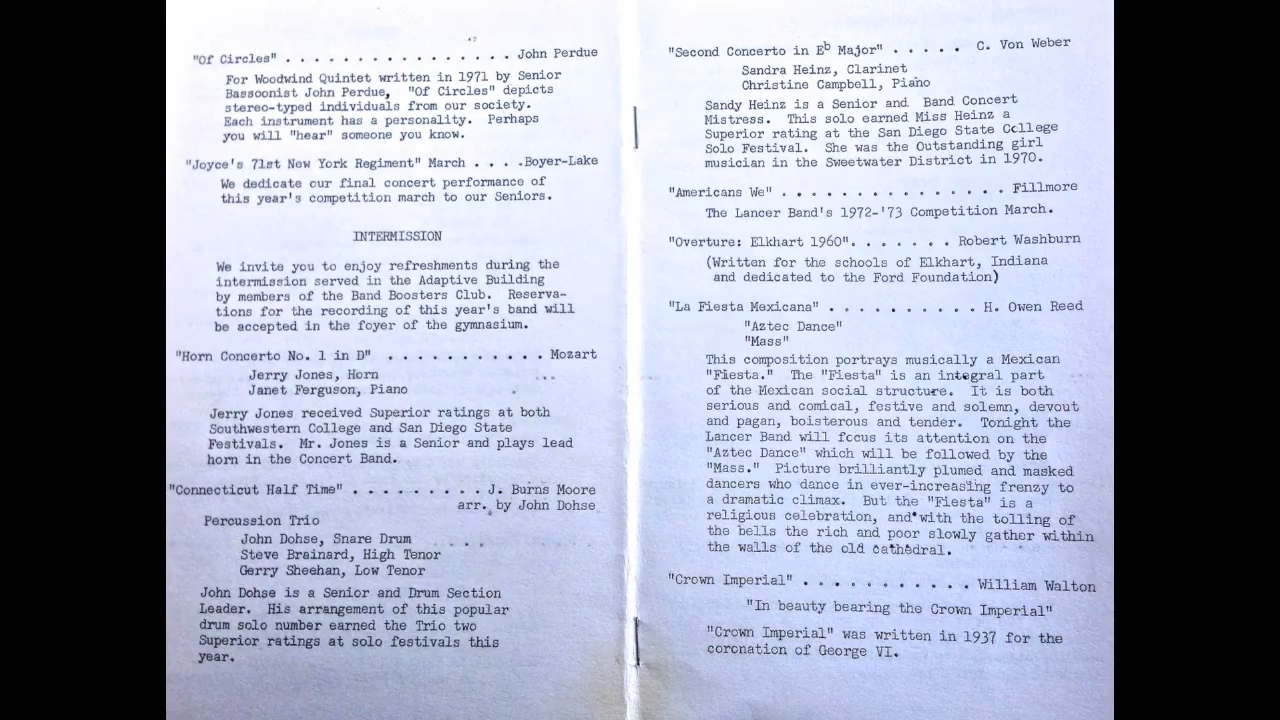 "Of Circles" . . . . . . . . . . . . . . . . John Perdue
For Woodwind Quintet written in 1971 by Senior
Bassoonist John Perdue, "Of Circles" depicts
stereo-typed individuals from our society.
Each instrument has a personality. Perhaps
you will "hear" someone you know.
"Joyce's 71st New York Regiment" March . . . .Boyer-Lake
We dedicate our final concert performance of
this year's competition march to our Seniors.
INTERMISSION
We invite you to enjoy refreshments during the
intermission served in the Adaptive Building
by members of the Band Boosters Club. Reserva-
tions for the recording of this year's band will
be accepted in the foyer of the gymnasium.
"Horn Concerto No. 1 in D" . . . . . . . . . . . Mozart
Jerry Jones, Horn
Janet Ferguson, Piano
Jerry Jones received Superior ratings at both
Southwestern College and San Diego State
Festivals. Mr. Jones is a Senior and plays lead
horn in the Concert Band.
"Connecticut Half Time" . . . . . . . . . J. Burns Moore
arr. by John Dohse
Percussion Trio
John Dohse, Snare Drum
Steve Brainard, High Tenor
Gerry Sheehan, Low Tenor
John Dohse is a Senior and Drum Section
Leader. His arrangement of this popular
drum solo number earned the Trio two
Superior ratings at solo festivals this
year.
"Second Concerto in Eb Major" . . . . . C. Von Weber
Sandra Heinz, Clarinet
Christine Campbell, Piano
Sandy Heinz is a Senior and Band Concert
Mistress. This solo earned Miss Heinz a
Superior rating at the San Diego State College
Solo Festival. She was the Outstanding girl
musician in the Sweetwater District in 1970.
"Americans We" . . . . . . . . . . . . . . . Fillmore
The Lancer Band's 1972-'73 Competition March.
"Overture: Elkhart 1960". . . . . . . Robert Washburn
(Written for the schools of Elkhart, Indiana
and dedicated to the Ford Foundation)
"La Fiesta Mexicana" . . . . . . . . . . H. Owen Reed
"Aztec Dance"
"Mass"
This composition portrays musically a Mexican
"Fiesta." The "Fiesta" is an integral part
of the Mexican social structure. It is both
serious and comical, festive and solemn, devout
and pagan, boisterous and tender. Tonight the
Lancer Band will focus its attention on the
"Aztec Dance" which will be followed by the
"Mass." Picture brilliantly plumed and masked
dancers who dance in ever-increasing frenzy to
a dramatic climax. But the "Fiesta" is a
religious celebration, and with the tolling of
the bells the rich and poor slowly gather within
the walls of the old cathedral.
"Crown Imperial" . . . . . . . . . . . William Walton
"In beauty bearing the Crown Imperial"
"Crown Imperial" was written in 1937 for the
coronation of George VI.